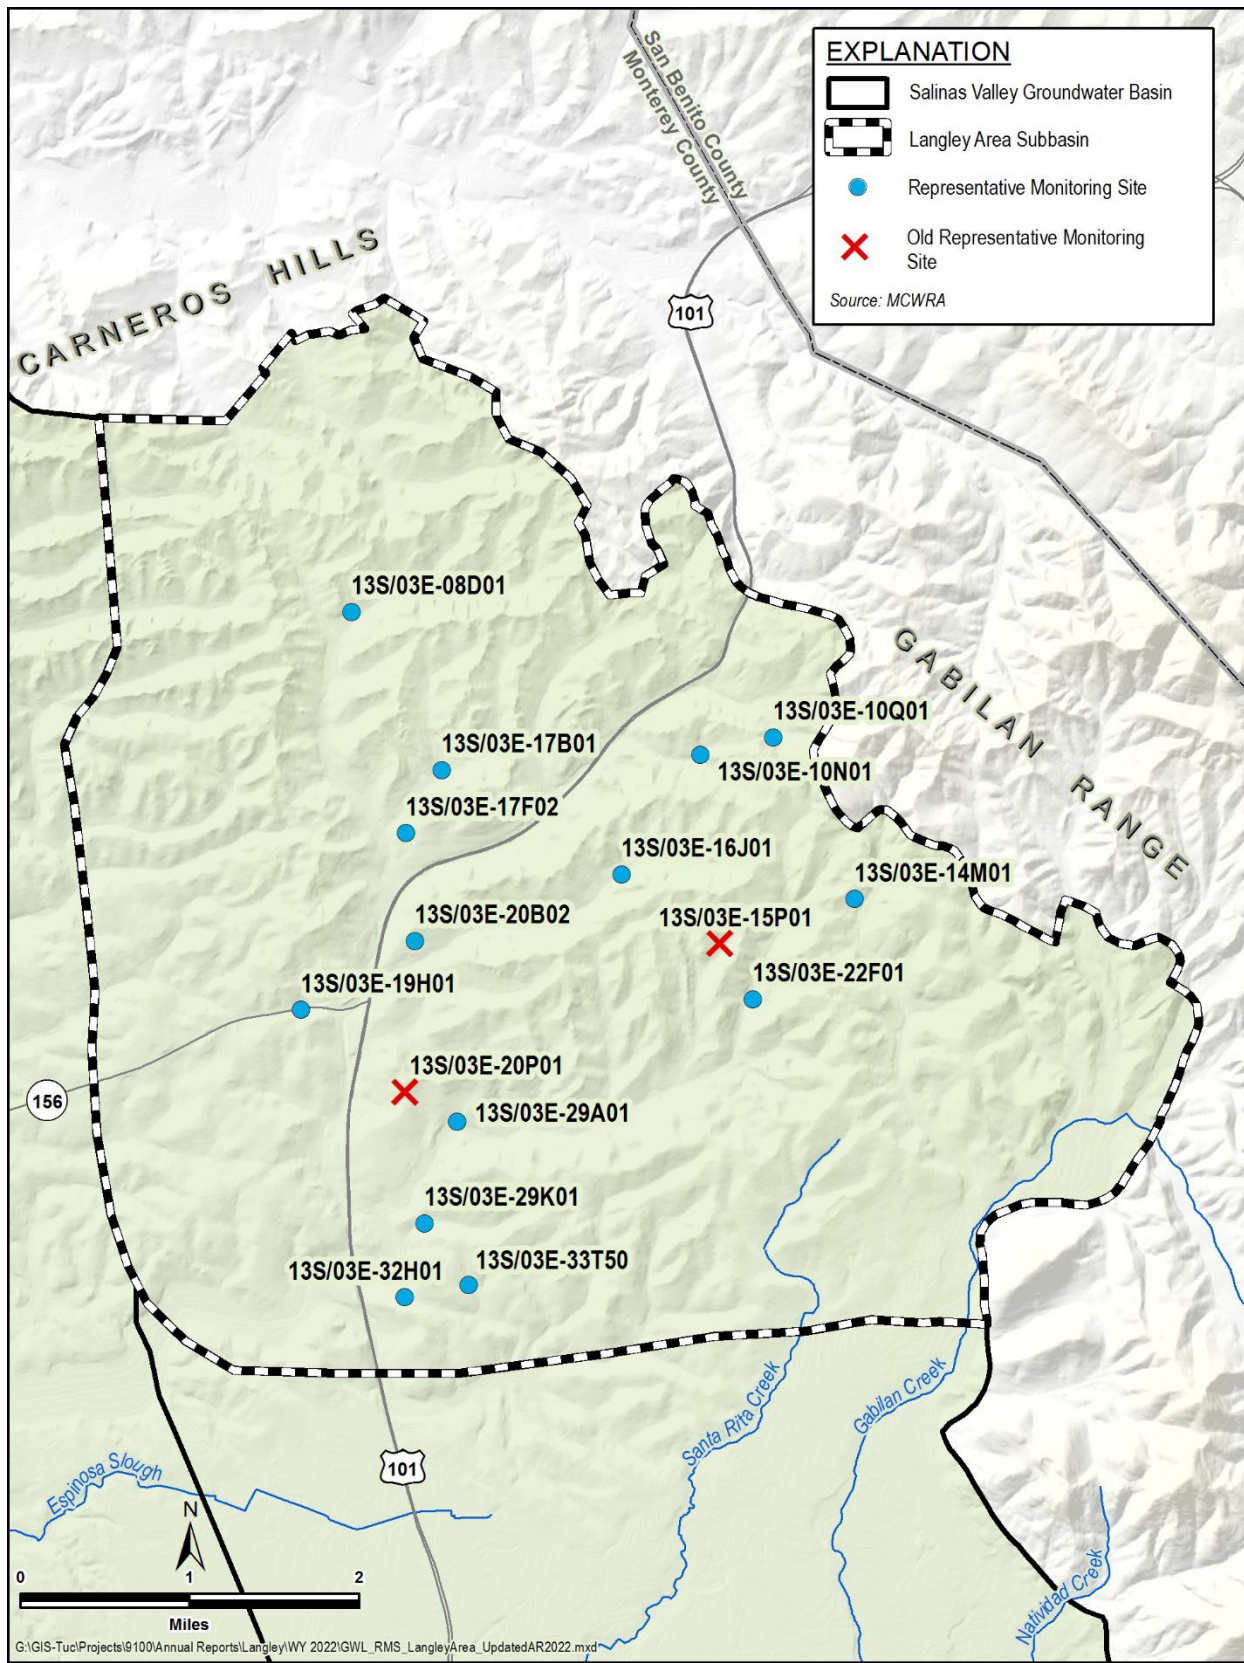 EXPLANATION
Salinas Valley Groundwater Basin
Langley Area Subbasin
Representative Monitoring Site
Old Representative Monitoring
Site
Source: MCWRA
San Benito County
Monterey County
CARNEROS HILLS
101
GABILAN RANGE
13S/03E-08D01
13S/03E-10Q01
13S/03E-17B01
13S/03E-10N01
13S/03E-17F02
13S/03E-16J01
13S/03E-14M01
13S/03E-20B02
13S/03E-15P01
13S/03E-22F01
13S/03E-19H01
13S/03E-20P01
156
13S/03E-29A01
13S/03E-29K01
13S/03E-33T50
13S/03E-32H01
Santa Rita Creek
Gabilan Creek
101
Espinosa Slough
Natividad Creek
N
0 1 2
Miles
G:\GIS-Tuc\Projects\9100\Annual Reports\Langley\WY 2022\GWL_RMS_LangleyArea_UpdatedAR2022.mxd